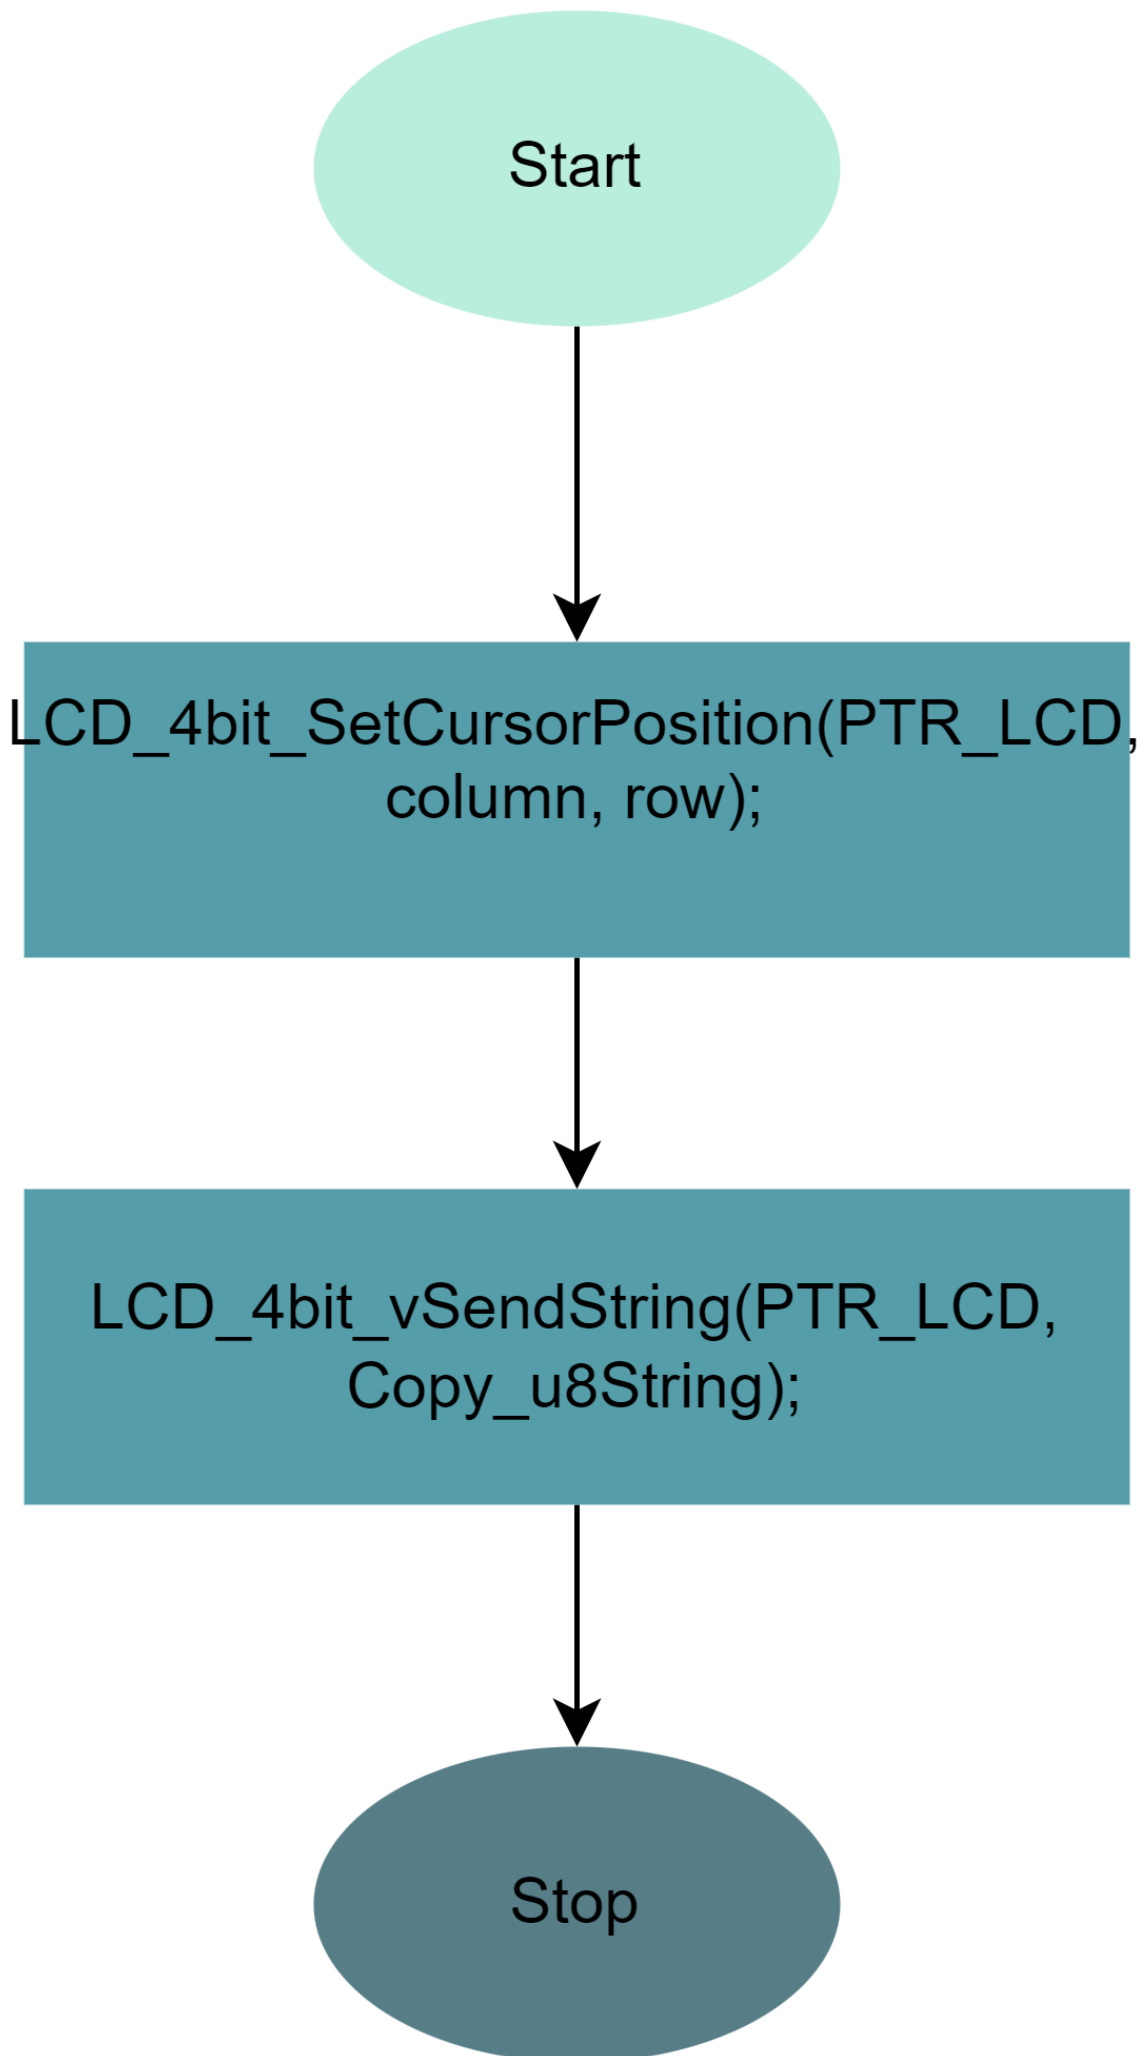 Start
LCD_4bit_SetCursorPosition(PTR_LCD,
column, row);
LCD_4bit_vSendString(PTR_LCD,
Copy_u8String);
Stop